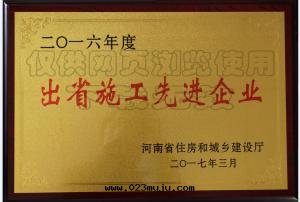 二〇一六年度
仅供网页浏览使用
出省施工先进企业
河南省住房和城乡建设厅
二〇一七年三月
www.023muju.com